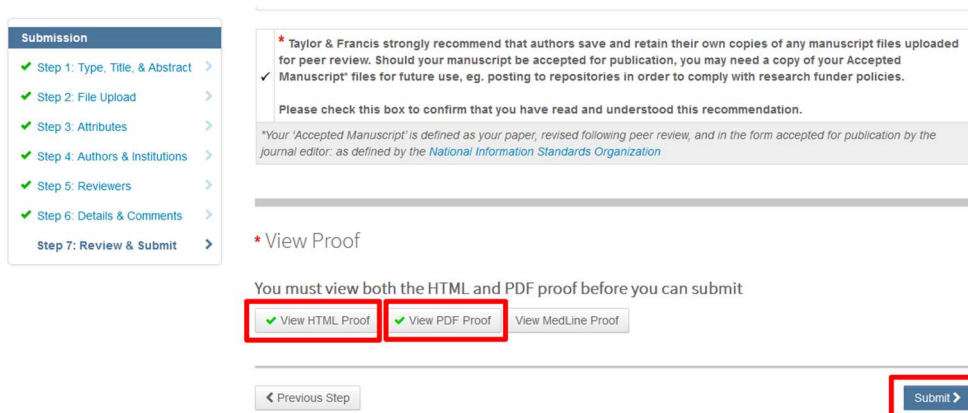 Submission
Step 1: Type, Title, & Abstract
Step 2: File Upload
Step 3: Attributes
Step 4: Authors & Institutions
Step 5: Reviewers
Step 6: Details & Comments
Step 7: Review & Submit
* Taylor & Francis strongly recommend that authors save and retain their own copies of any manuscript files uploaded
for peer review. Should your manuscript be accepted for publication, you may need a copy of your Accepted
Manuscript* files for future use, eg. posting to repositories in order to comply with research funder policies.
Please check this box to confirm that you have read and understood this recommendation.
*Your 'Accepted Manuscript' is defined as your paper, revised following peer review, and in the form accepted for publication by the
journal editor: as defined by the National Information Standards Organization
* View Proof
You must view both the HTML and PDF proof before you can submit
View HTML Proof
View PDF Proof
View MedLine Proof
Previous Step
Submit